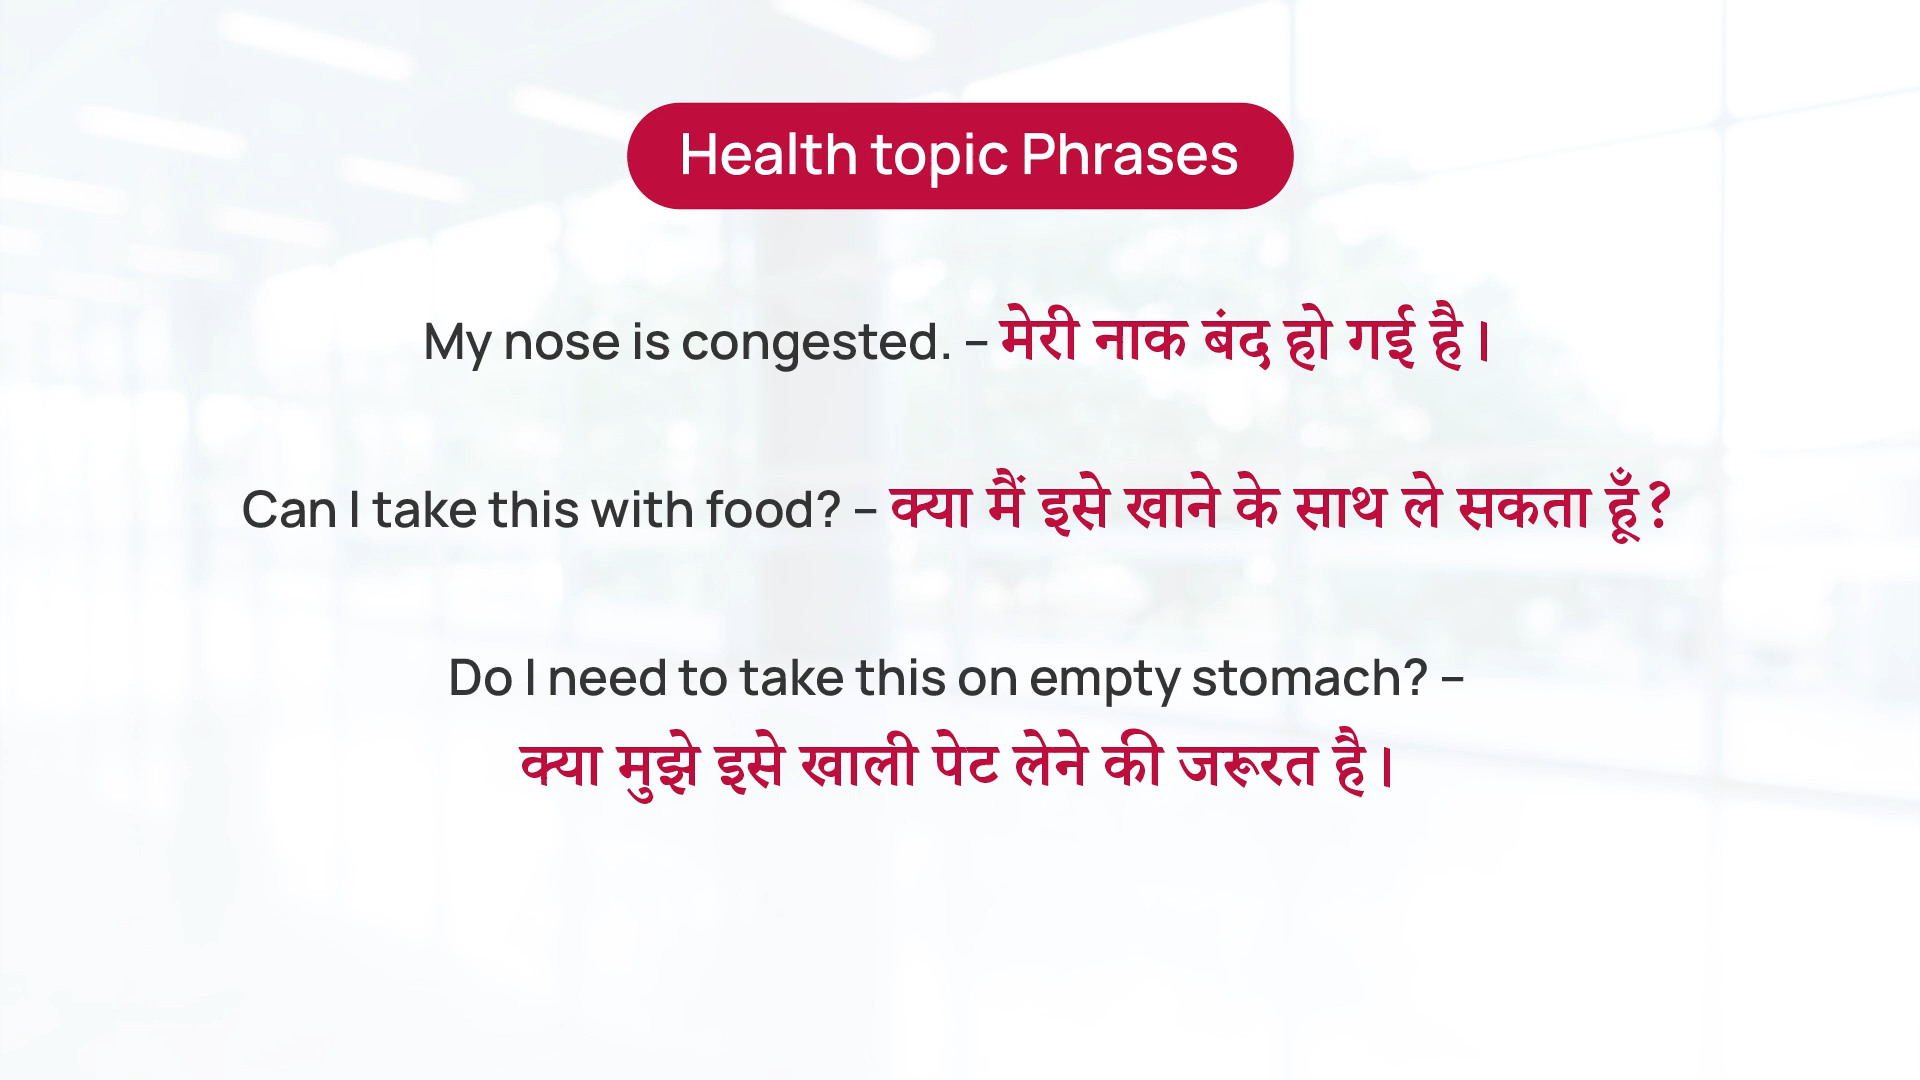 Health topic Phrases
My nose is congested. – मेरी नाक बंद हो गई है।
Can I take this with food? – क्या मैं इसे खाने के साथ ले सकता हूँ?
Do I need to take this on empty stomach? –
क्या मुझे इसे खाली पेट लेने की जरूरत है।